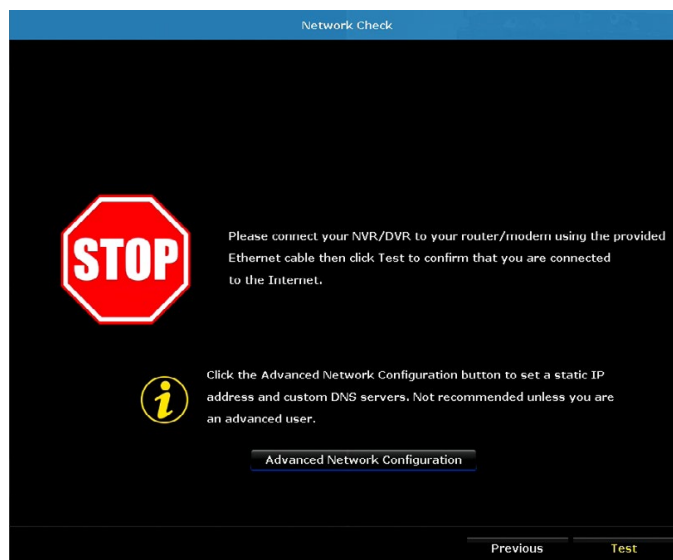 Network Check
STOP
Please connect your NVR/DVR to your router/modem using the provided
Ethernet cable then click Test to confirm that you are connected
to the Internet.
i
Click the Advanced Network Configuration button to set a static IP
address and custom DNS servers. Not recommended unless you are
an advanced user.
Advanced Network Configuration
Previous
Test